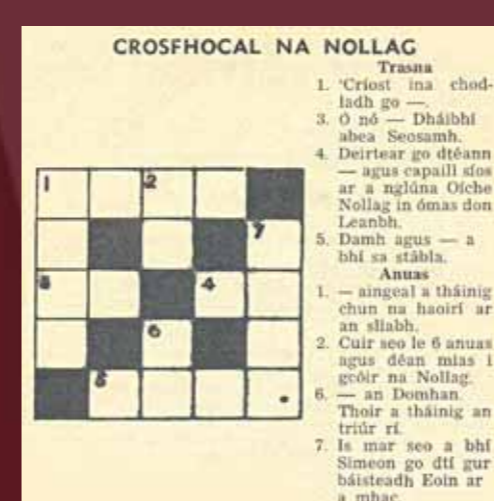 CROSFHOCAL NA NOLLAG
Trasna
1. 'Críost ina chod-
ladh go —.
3. Ó nó — Dháibhí
abea Seosamh.
4. Deirtear go dtéann
— agus capaill síos
ar a nglúna Oíche
Nollag in ómas don
Leanbh.
5. Damh agus — a
bhí sa stábla.
Anuas
1. — aingeal a tháinig
chun na haoirí ar
an sliabh.
2. Cuir seo le 6 anuas
agus déan mias i
gcóir na Nollag.
6. — an Domhan
Thoir a tháinig an
triúr rí.
7. Is mar seo a bhí
Simeon go dtí gur
báisteadh Eoin ar
a mhac
1 2
7
3 4
6